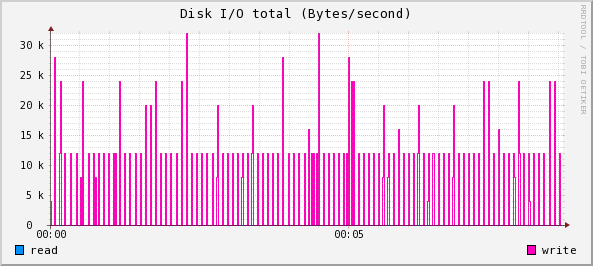 Disk I/O total (Bytes/second)
RRDTOOL / TOBI OETIKER
30 k
25 k
20 k
15 k
10 k
5 k
0
00:00 00:05
read write